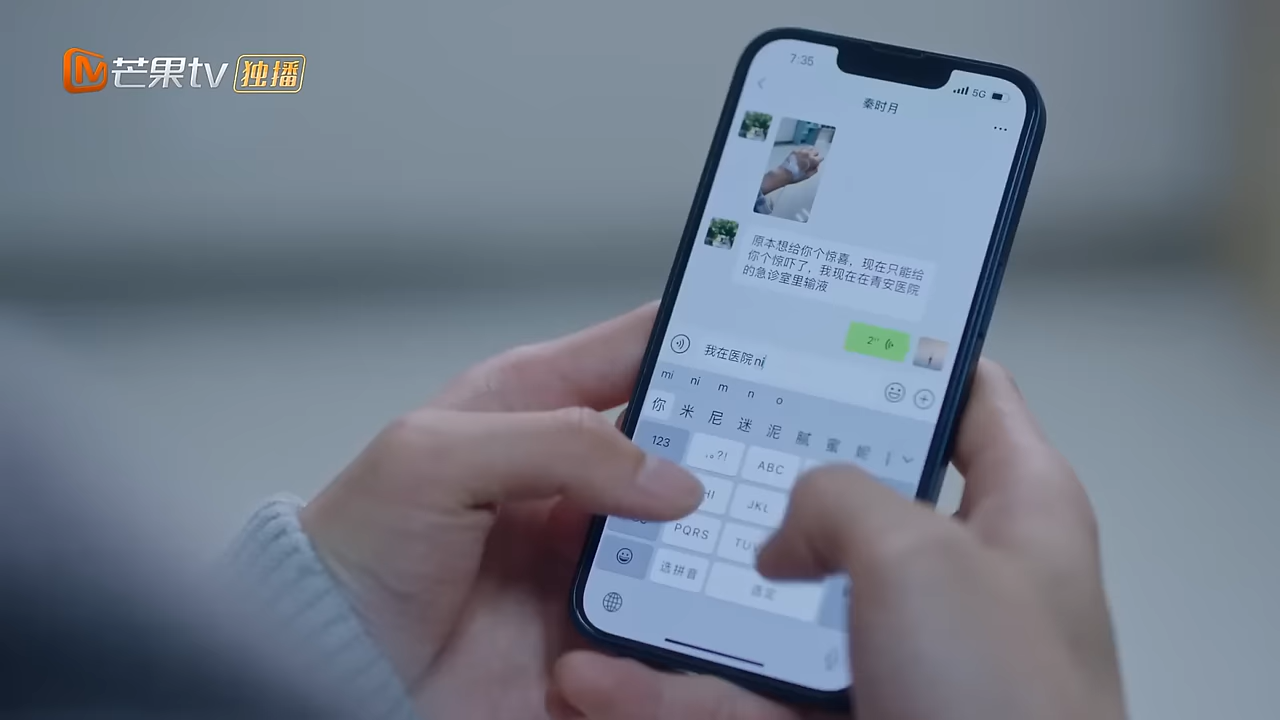 芒果tv 独播
7:35
5G
秦时月
原本想给你个惊喜，现在只能给
你个惊吓了，我现在在青安医院
的急诊室里输液
2"
我在医院ni
mi ni m n o
你 米 尼 迷 泥 腻 蜜 妮
123
.,?!
ABC
JKL
PQRS
选拼音
选定